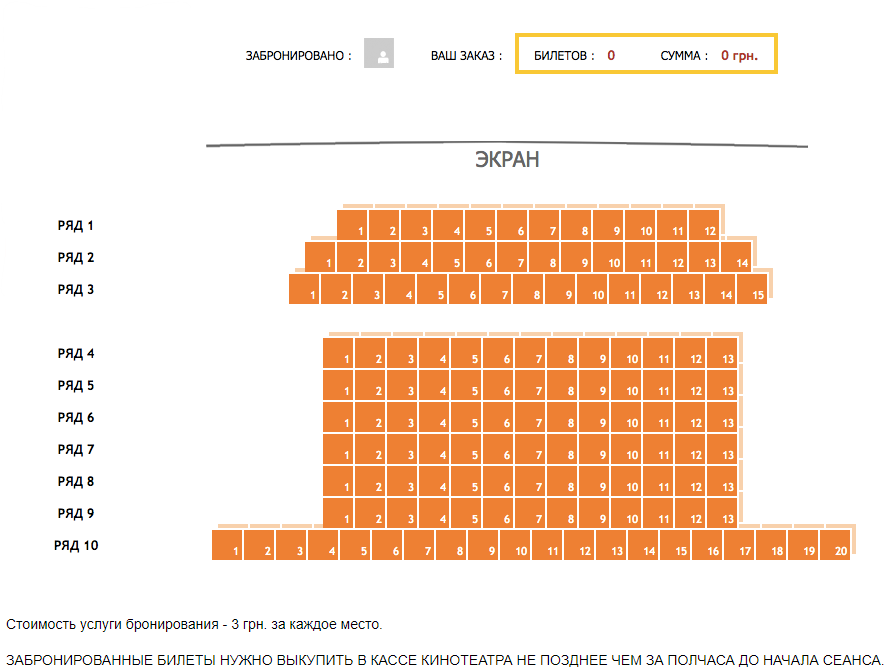 ЗАБРОНИРОВАНО : ВАШ ЗАКАЗ : БИЛЕТОВ : 0 СУММА : 0 грн.
ЭКРАН
РЯД 1 1 2 3 4 5 6 7 8 9 10 11 12
РЯД 2 1 2 3 4 5 6 7 8 9 10 11 12 13 14
РЯД 3 1 2 3 4 5 6 7 8 9 10 11 12 13 14 15
РЯД 4 1 2 3 4 5 6 7 8 9 10 11 12 13
РЯД 5 1 2 3 4 5 6 7 8 9 10 11 12 13
РЯД 6 1 2 3 4 5 6 7 8 9 10 11 12 13
РЯД 7 1 2 3 4 5 6 7 8 9 10 11 12 13
РЯД 8 1 2 3 4 5 6 7 8 9 10 11 12 13
РЯД 9 1 2 3 4 5 6 7 8 9 10 11 12 13
РЯД 10 1 2 3 4 5 6 7 8 9 10 11 12 13 14 15 16 17 18 19 20
Стоимость услуги бронирования - 3 грн. за каждое место.
ЗАБРОНИРОВАННЫЕ БИЛЕТЫ НУЖНО ВЫКУПИТЬ В КАССЕ КИНОТЕАТРА НЕ ПОЗДНЕЕ ЧЕМ ЗА ПОЛЧАСА ДО НАЧАЛА СЕАНСА.